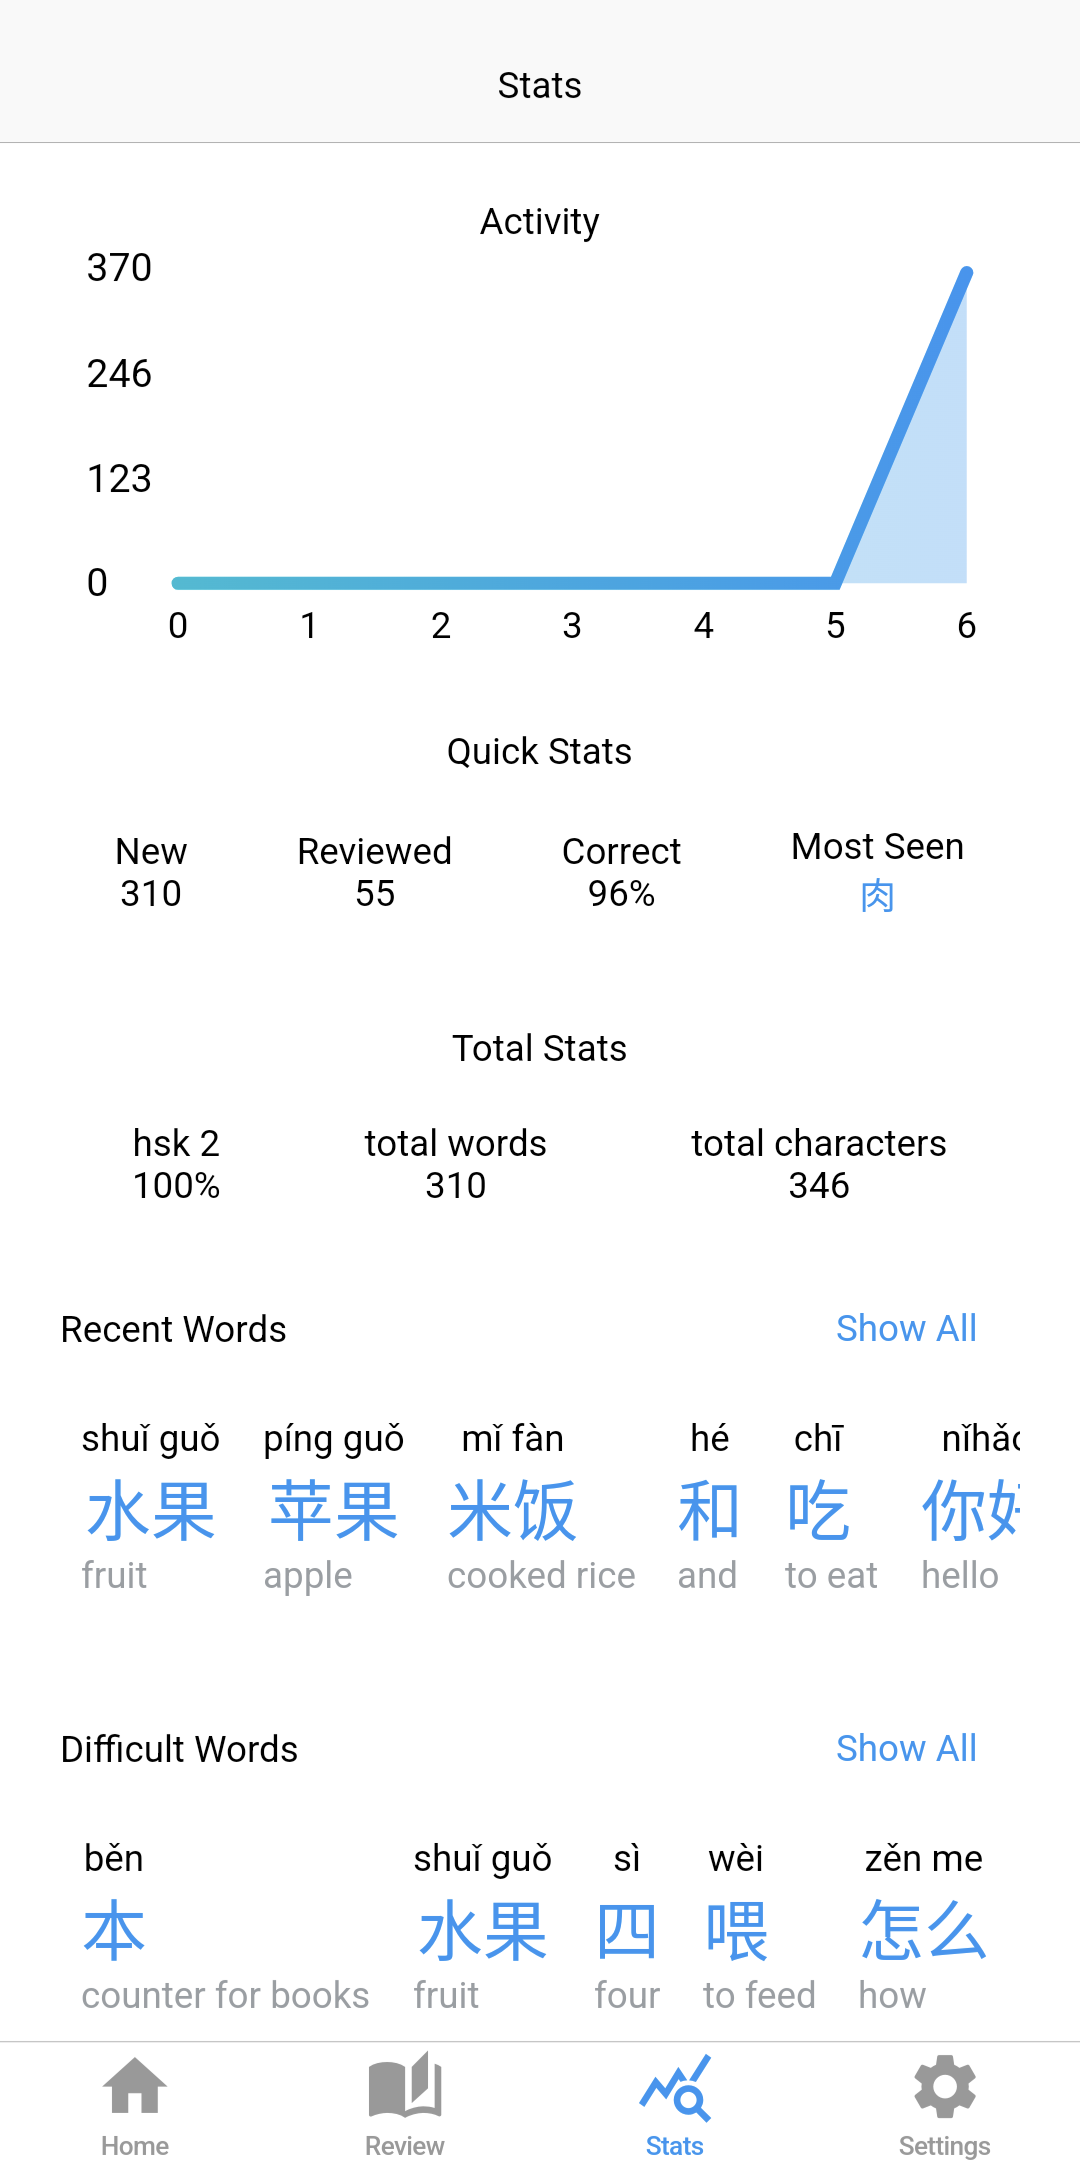 Stats
Activity
370
246
123
0
0 1 2 3 4 5 6
Quick Stats
New Reviewed Correct Most Seen
310 55 96% 肉
Total Stats
hsk 2 total words total characters
100% 310 346
Recent Words Show All
shuǐ guǒ píng guǒ mǐ fàn hé chī nǐhǎo
水果 苹果 米饭 和 吃 你好
fruit apple cooked rice and to eat hello
Difficult Words Show All
běn shuǐ guǒ sì wèi zěn me
本 水果 四 喂 怎么
counter for books fruit four to feed how
Home Review Stats Settings